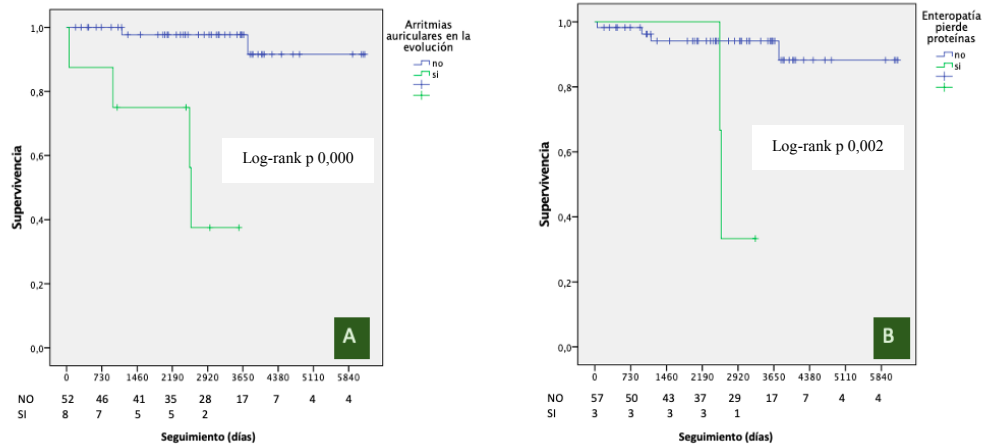 Arritmias
auriculares en la
evolución
no
si
Supervivencia
1,0
0,8
0,6
0,4
0,2
0,0
Log-rank p 0,000
A
0 730 1460 2190 2920 3650 4380 5110 5840
NO 52 46 41 35 28 17 7 4 4
SI 8 7 5 5 2
Seguimiento (días)
Enteropatía
pierde
proteínas
no
si
Supervivencia
1,0
0,8
0,6
0,4
0,2
0,0
Log-rank p 0,002
B
0 730 1460 2190 2920 3650 4380 5110 5840
NO 57 50 43 37 29 17 7 4 4
SI 3 3 3 3 1
Seguimiento (días)